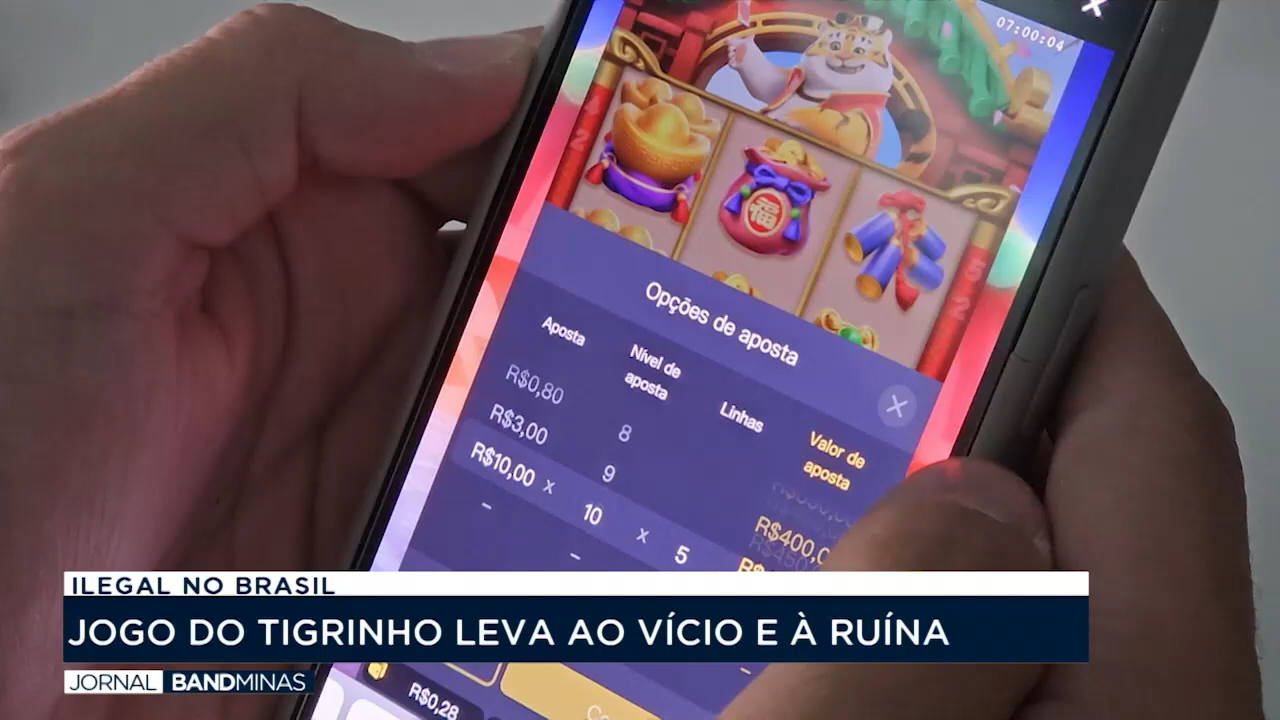 07:00:04
福
Opções de aposta
Aposta
Nível de
aposta
Linhas
Valor de
aposta
R$0,80
R$3,00
8
9
R$10,00 x 10 x 5
R$400,0
ILEGAL NO BRASIL
JOGO DO TIGRINHO LEVA AO VÍCIO E À RUÍNA
JORNAL BANDMINAS
R$0,28